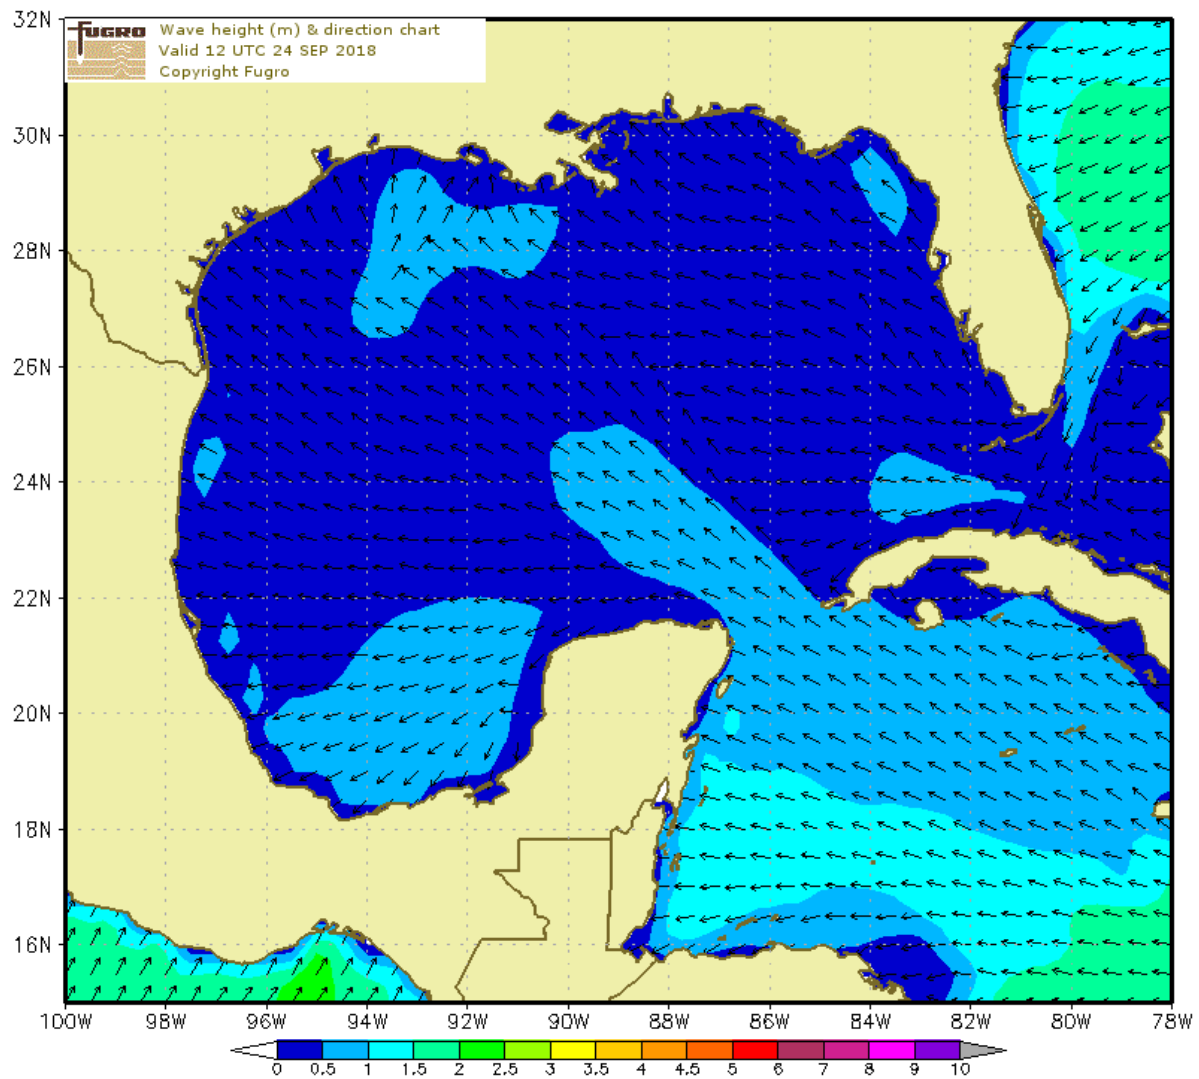 32N
FUGRO Wave height (m) & direction chart
Valid 12 UTC 24 SEP 2018
Copyright Fugro
30N
28N
26N
24N
22N
20N
18N
16N
100W 98W 96W 94W 92W 90W 88W 86W 84W 82W 80W 78W
0 0.5 1 1.5 2 2.5 3 3.5 4 4.5 5 6 7 8 9 10